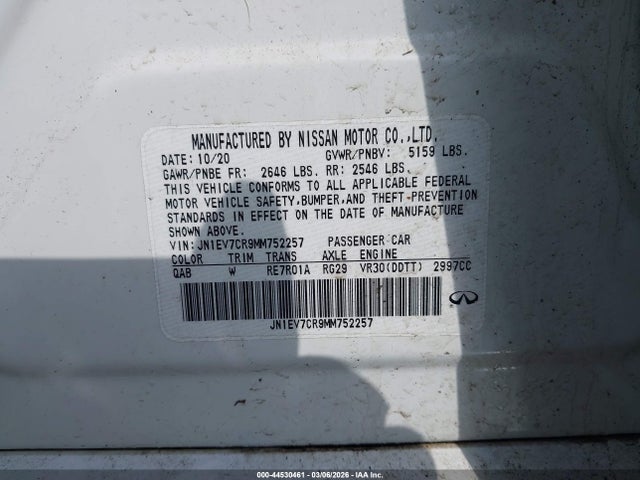 MANUFACTURED BY NISSAN MOTOR CO.,LTD.
DATE: 10/20 GVWR/PNBV: 5159 LBS.
GAWR/PNBE FR: 2646 LBS. RR: 2546 LBS.
THIS VEHICLE CONFORMS TO ALL APPLICABLE FEDERAL
MOTOR VEHICLE SAFETY,BUMPER,AND THEFT-PREVENTION
STANDARDS IN EFFECT ON THE DATE OF MANUFACTURE
SHOWN ABOVE.
VIN: JN1EV7CR9MM752257 PASSENGER CAR
COLOR TRIM TRANS AXLE ENGINE
QAB W RE7R01A RG29 VR30(DDTT) 2997CC
JN1EV7CR9MM752257
000-44530461 | 03/06/2026 - IAAI.COM